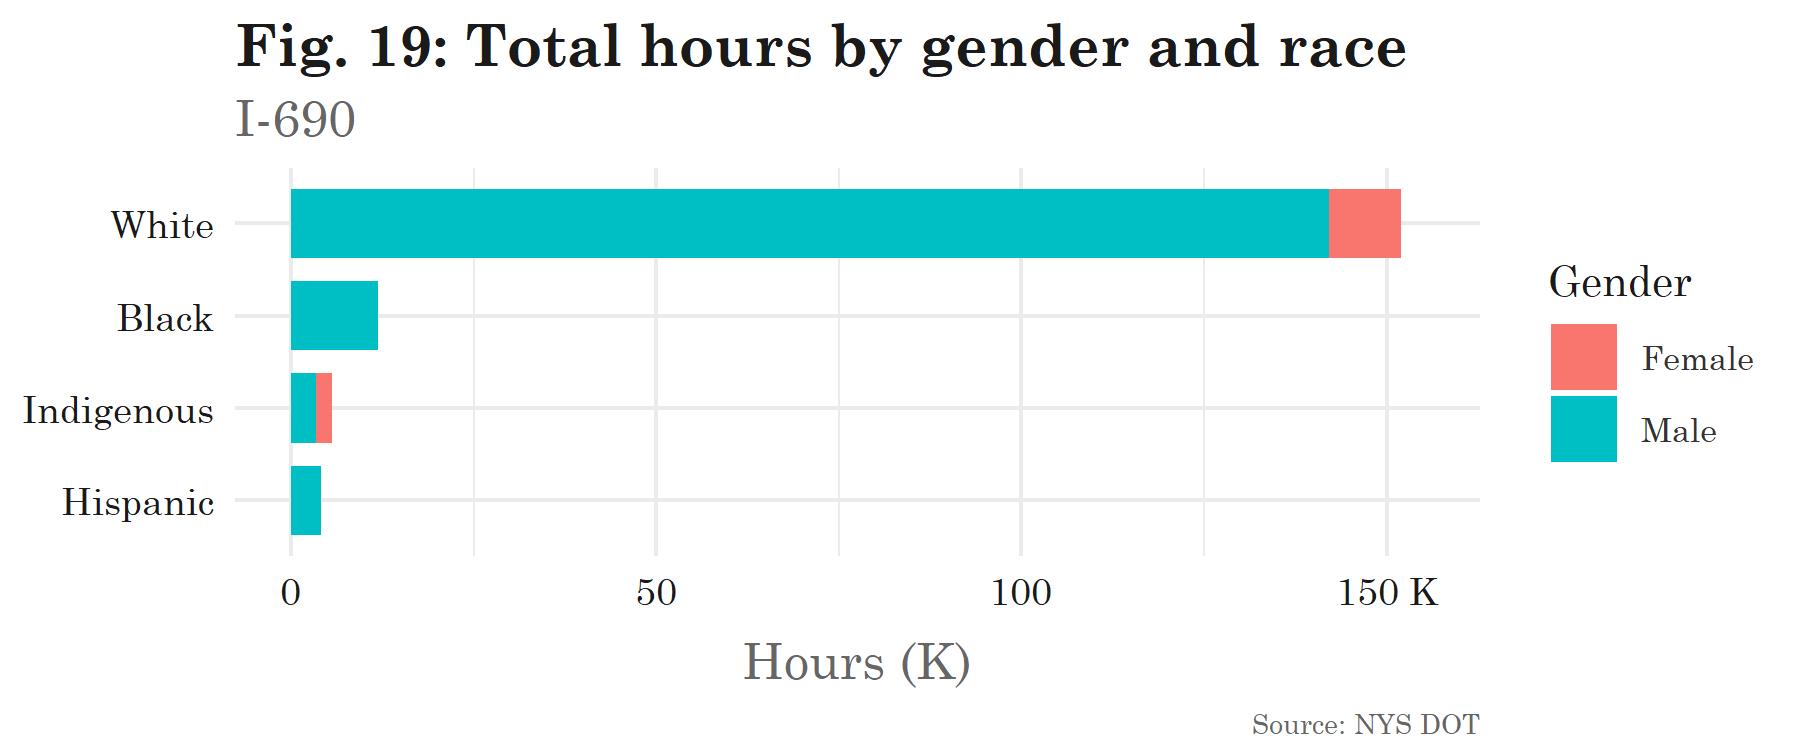 Fig. 19: Total hours by gender and race
I-690
White
Black
Indigenous
Hispanic
0 50 100 150 K
Hours (K)
Gender
Female
Male
Source: NYS DOT